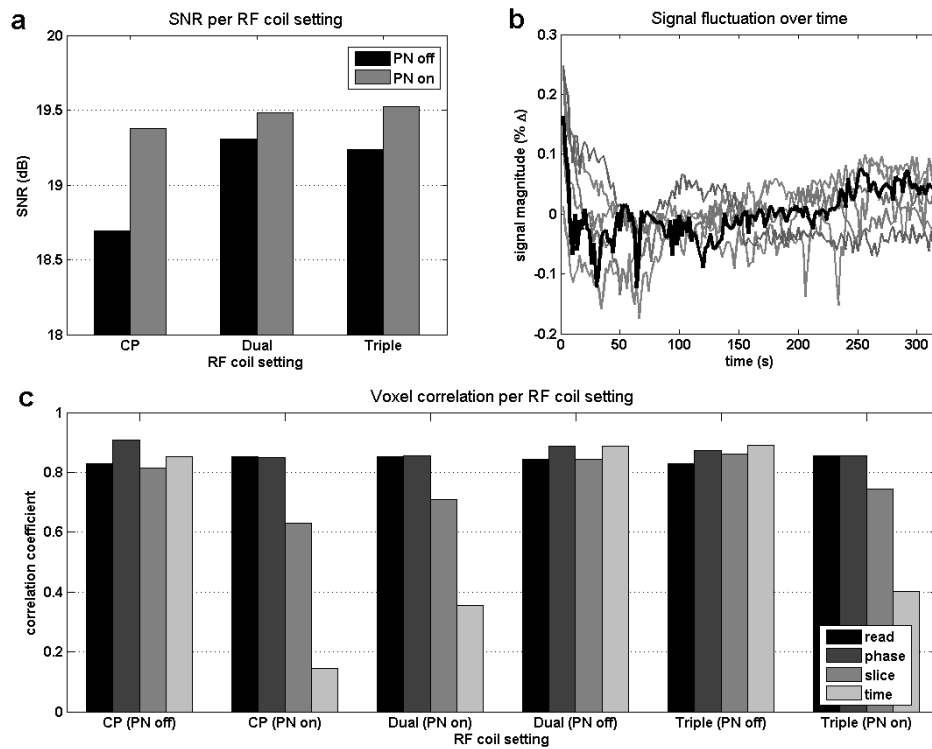 a
SNR per RF coil setting
20
19.5
19
18.5
18
SNR (dB)
PN off
PN on
CP
Dual
Triple
RF coil setting
b
Signal fluctuation over time
0.3
0.2
0.1
0
-0.1
-0.2
signal magnitude (% Δ)
0
50
100
150
200
250
300
time (s)
c
Voxel correlation per RF coil setting
1
0.8
0.6
0.4
0.2
0
correlation coefficient
read
phase
slice
time
CP (PN off)
CP (PN on)
Dual (PN on)
Dual (PN off)
Triple (PN off)
Triple (PN on)
RF coil setting